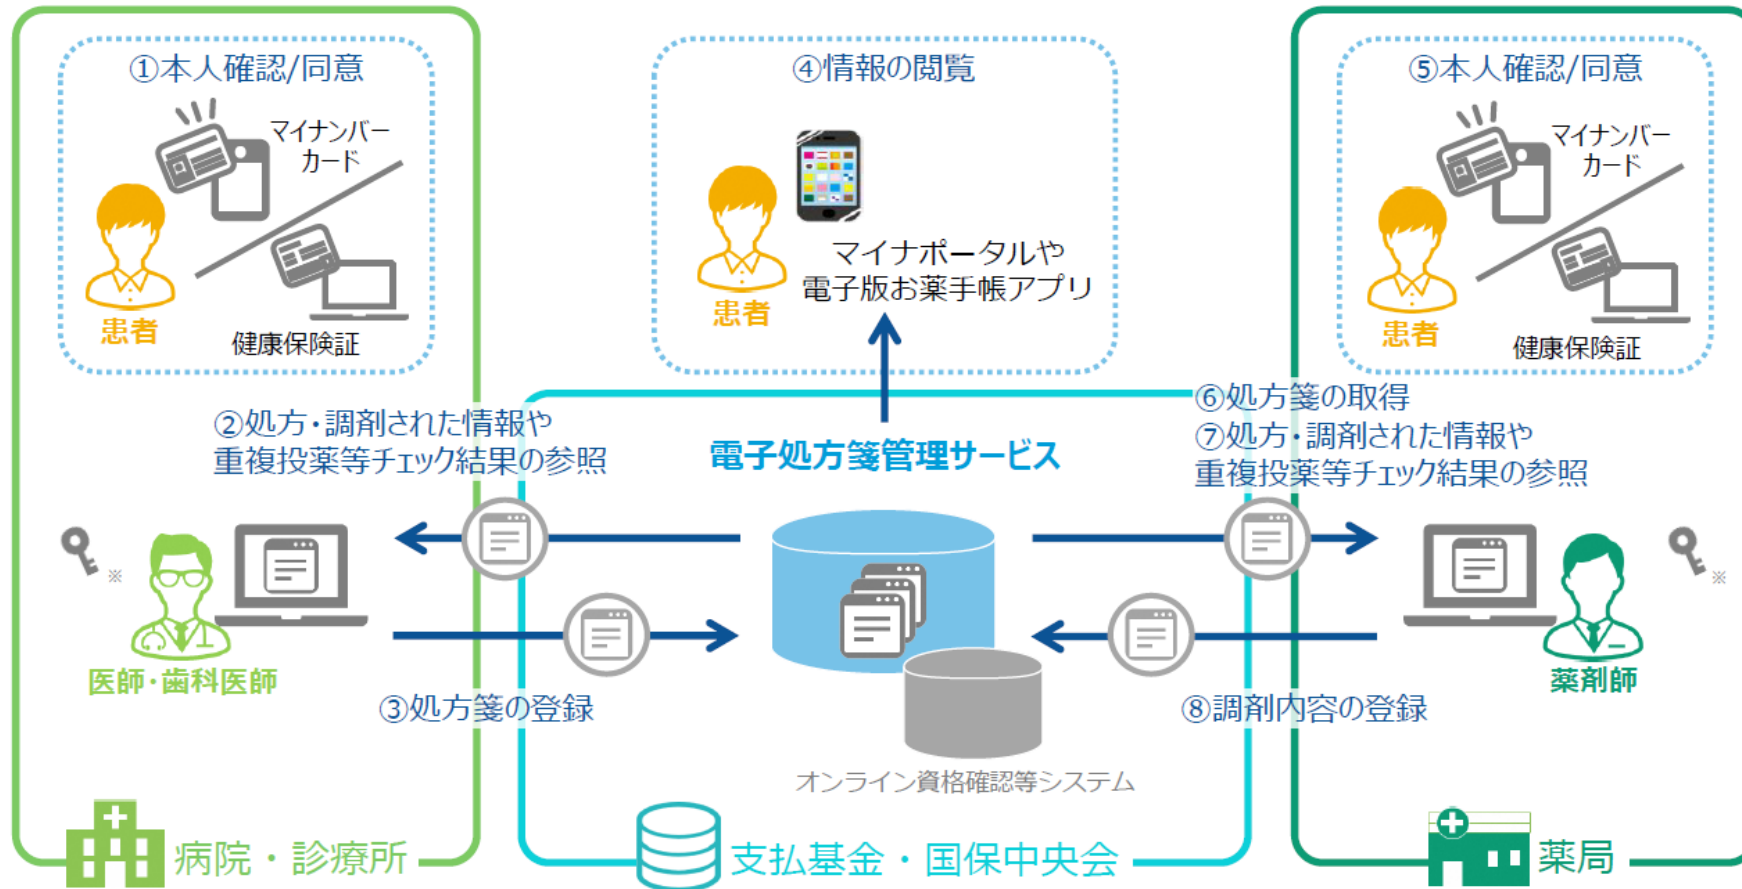 ①本人確認/同意
マイナンバー
カード
患者
健康保険証
②処方・調剤された情報や
重複投薬等チェック結果の参照
※
医師・歯科医師
③処方箋の登録
病院・診療所
④情報の閲覧
マイナポータルや
電子版お薬手帳アプリ
患者
電子処方箋管理サービス
オンライン資格確認等システム
支払基金・国保中央会
⑤本人確認/同意
マイナンバー
カード
患者
健康保険証
⑥処方箋の取得
⑦処方・調剤された情報や
重複投薬等チェック結果の参照
※
薬剤師
⑧調剤内容の登録
薬局